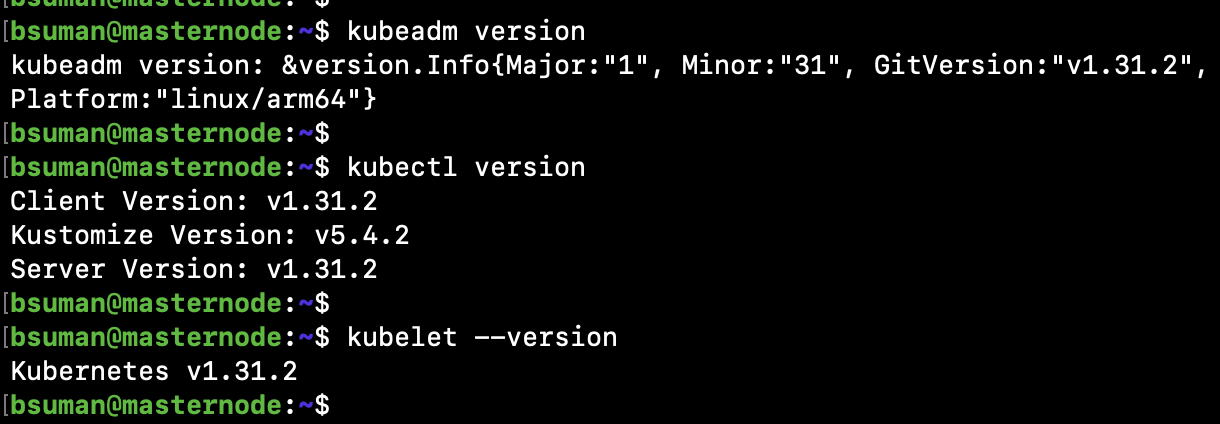 [bsuman@masternode:~$
[bsuman@masternode:~$ kubeadm version
kubeadm version: &version.Info{Major:"1", Minor:"31", GitVersion:"v1.31.2",
Platform:"linux/arm64"}
[bsuman@masternode:~$
[bsuman@masternode:~$ kubectl version
Client Version: v1.31.2
Kustomize Version: v5.4.2
Server Version: v1.31.2
[bsuman@masternode:~$
[bsuman@masternode:~$ kubelet --version
Kubernetes v1.31.2
[bsuman@masternode:~$